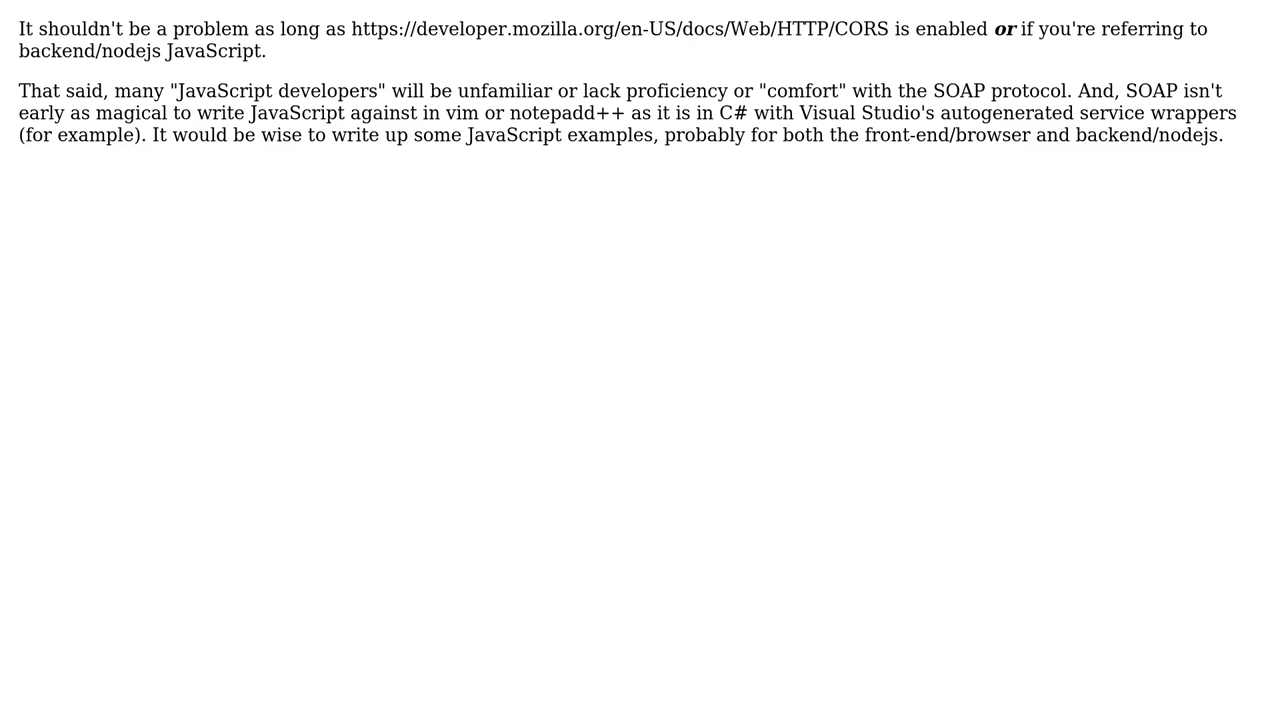 It shouldn't be a problem as long as https://developer.mozilla.org/en-US/docs/Web/HTTP/CORS is enabled or if you're referring to
backend/nodejs JavaScript.
That said, many "JavaScript developers" will be unfamiliar or lack proficiency or "comfort" with the SOAP protocol. And, SOAP isn't
early as magical to write JavaScript against in vim or notepadd++ as it is in C# with Visual Studio's autogenerated service wrappers
(for example). It would be wise to write up some JavaScript examples, probably for both the front-end/browser and backend/nodejs.